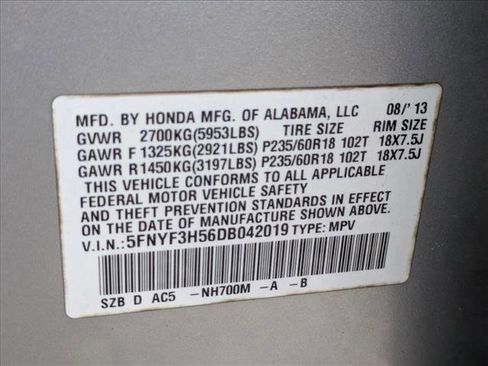 MFD. BY HONDA MFG. OF ALABAMA, LLC 08/'13
GVWR 2700KG(5953LBS) TIRE SIZE RIM SIZE
GAWR F 1325KG(2921LBS) P235/60R18 102T 18X7.5J
GAWR R 1450KG(3197LBS) P235/60R18 102T 18X7.5J
THIS VEHICLE CONFORMS TO ALL APPLICABLE
FEDERAL MOTOR VEHICLE SAFETY
AND THEFT PREVENTION STANDARDS IN EFFECT
ON THE DATE OF MANUFACTURE SHOWN ABOVE.
V.I.N.: 5FNYF3H56DB042019 TYPE: MPV
SZB D AC5 -NH700M -A -B